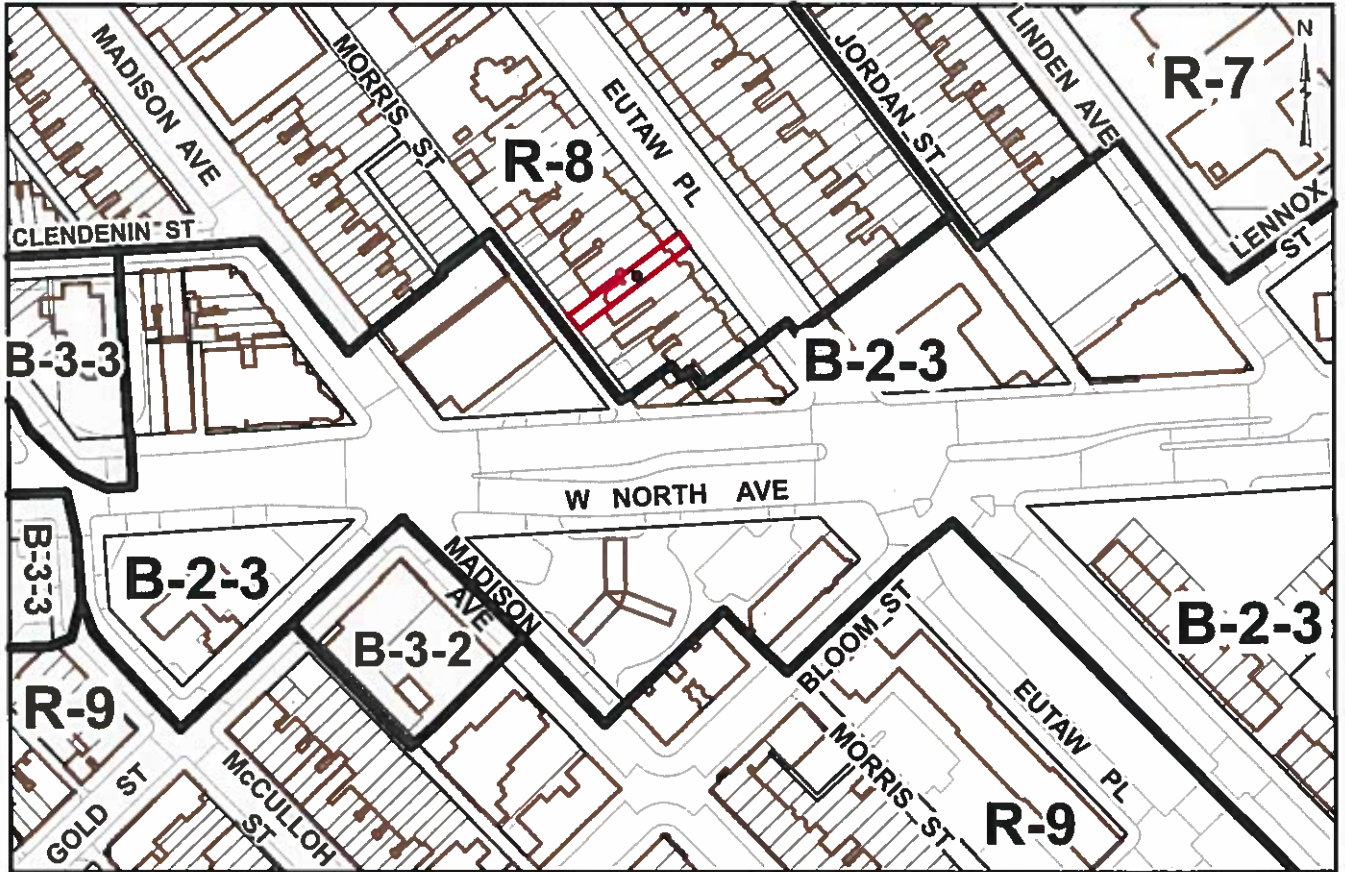 MADISON AVE
MORRIS ST
EUTAW PL
JORDAN ST
LINDEN AVE
R-7
N
R-8
LENNOX ST
CLENDENIN ST
B-3-3
B-2-3
W NORTH AVE
B-3-3
B-2-3
MADISON AVE
B-3-2
BLOOM ST
B-2-3
R-9
EUTAW PL
MORRIS ST
GOLD ST
McCULLOH ST
R-9